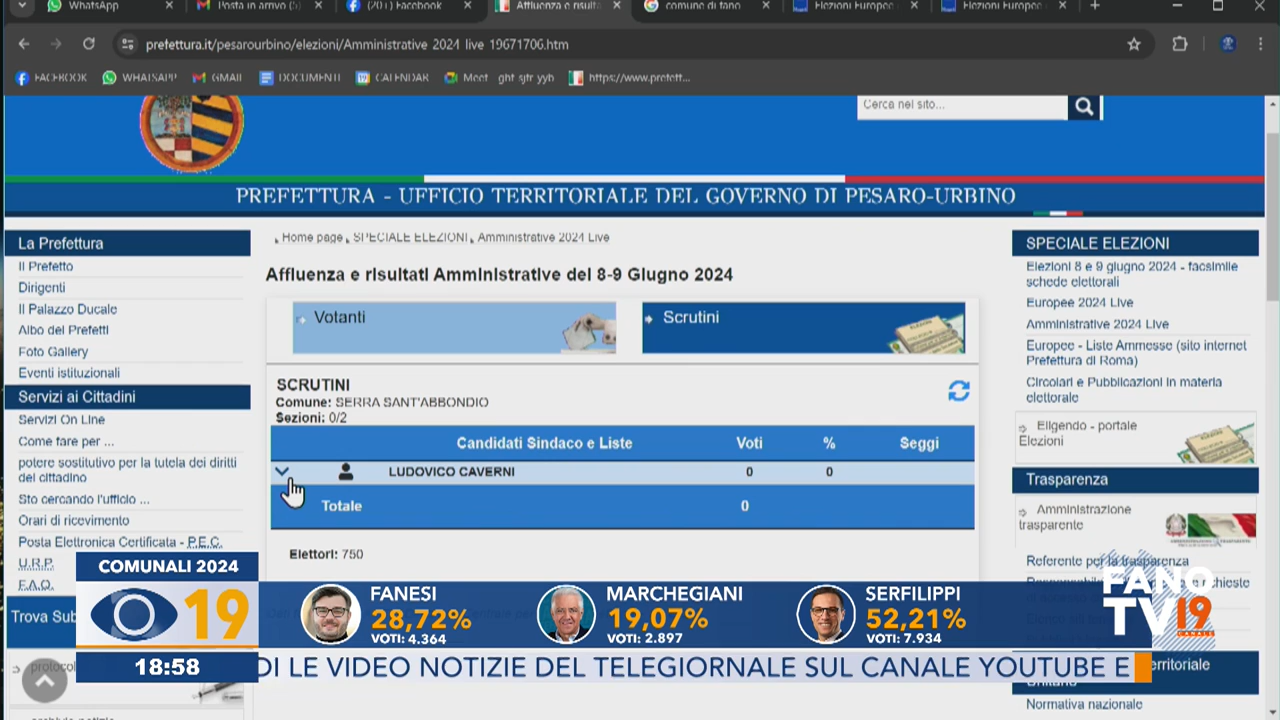 WhatsApp
Posta in arrivo (5)
(20+) Facebook
Affluenza e risult
comune di fano
Elezioni Europee
Elezioni Europee
prefettura.it/pesarourbino/elezioni/Amministrative 2024 live 19671706.htm
FACEBOOK
WHATSAPP
GMAIL
DOCUMENTI
CALENDAR
Meet
https://www.prefett...
Cerca nel sito...
PREFETTURA - UFFICIO TERRITORIALE DEL GOVERNO DI PESARO-URBINO
La Prefettura
Il Prefetto
Dirigenti
Il Palazzo Ducale
Albo dei Prefetti
Foto Gallery
Eventi istituzionali
Servizi ai Cittadini
Servizi On Line
Come fare per ...
potere sostitutivo per la tutela dei diritti
del cittadino
Sto cercando l'ufficio ...
Orari di ricevimento
Posta Elettronica Certificata - P.E.C.
U.R.P.
F.A.Q.
Trova Sub
protocol
Home page
SPECIALE ELEZIONI
Amministrative 2024 Live
Affluenza e risultati Amministrative del 8-9 Giugno 2024
Votanti
Scrutini
SCRUTINI
Comune: SERRA SANT'ABBONDIO
Sezioni: 0/2
Candidati Sindaco e Liste Voti % Seggi
LUDOVICO CAVERNI 0 0
Totale 0
Elettori: 750
SPECIALE ELEZIONI
Elezioni 8 e 9 giugno 2024 - facsimile
schede elettorali
Europee 2024 Live
Amministrative 2024 Live
Europee - Liste Ammesse (sito internet
Prefettura di Roma)
Circolari e Pubblicazioni in materia
elettorale
Eligendo - portale
Elezioni
Trasparenza
Amministrazione
trasparente
Referente per la trasparenza
richieste
erritoriale
Normativa nazionale
COMUNALI 2024
19
18:58
FANESI
28,72%
VOTI: 4.364
MARCHEGIANI
19,07%
VOTI: 2.897
SERFILIPPI
52,21%
VOTI: 7.934
FANO
TV19
CANALE
DI LE VIDEO NOTIZIE DEL TELEGIORNALE SUL CANALE YOUTUBE E